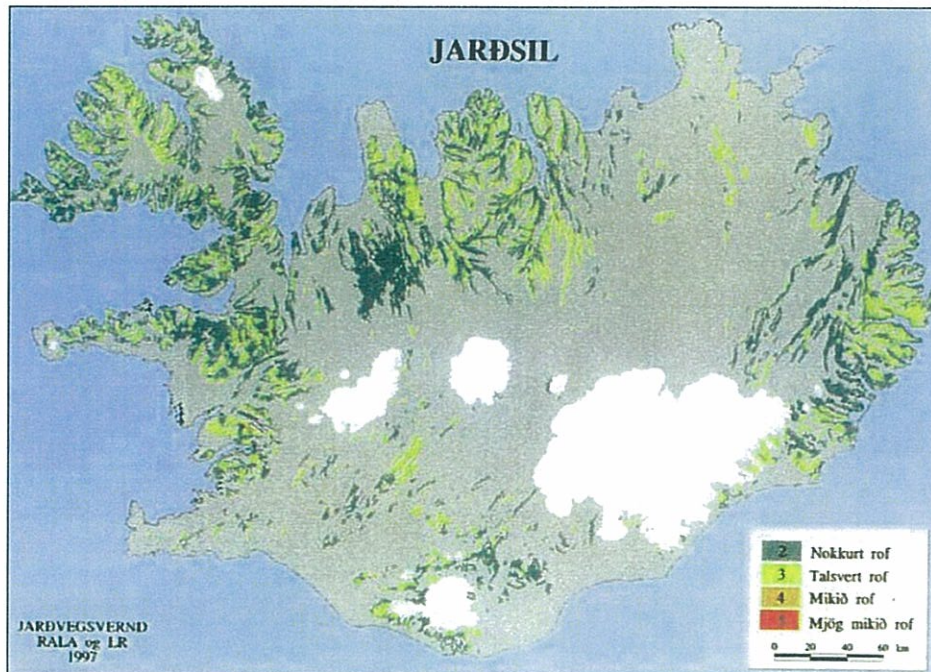 JARÐSIL
2 Nokkurt rof
3 Talsvert rof
4 Mikið rof
5 Mjög mikið rof
0 20 40 60 km
JARÐVEGSVERND
RALA og LR
1997